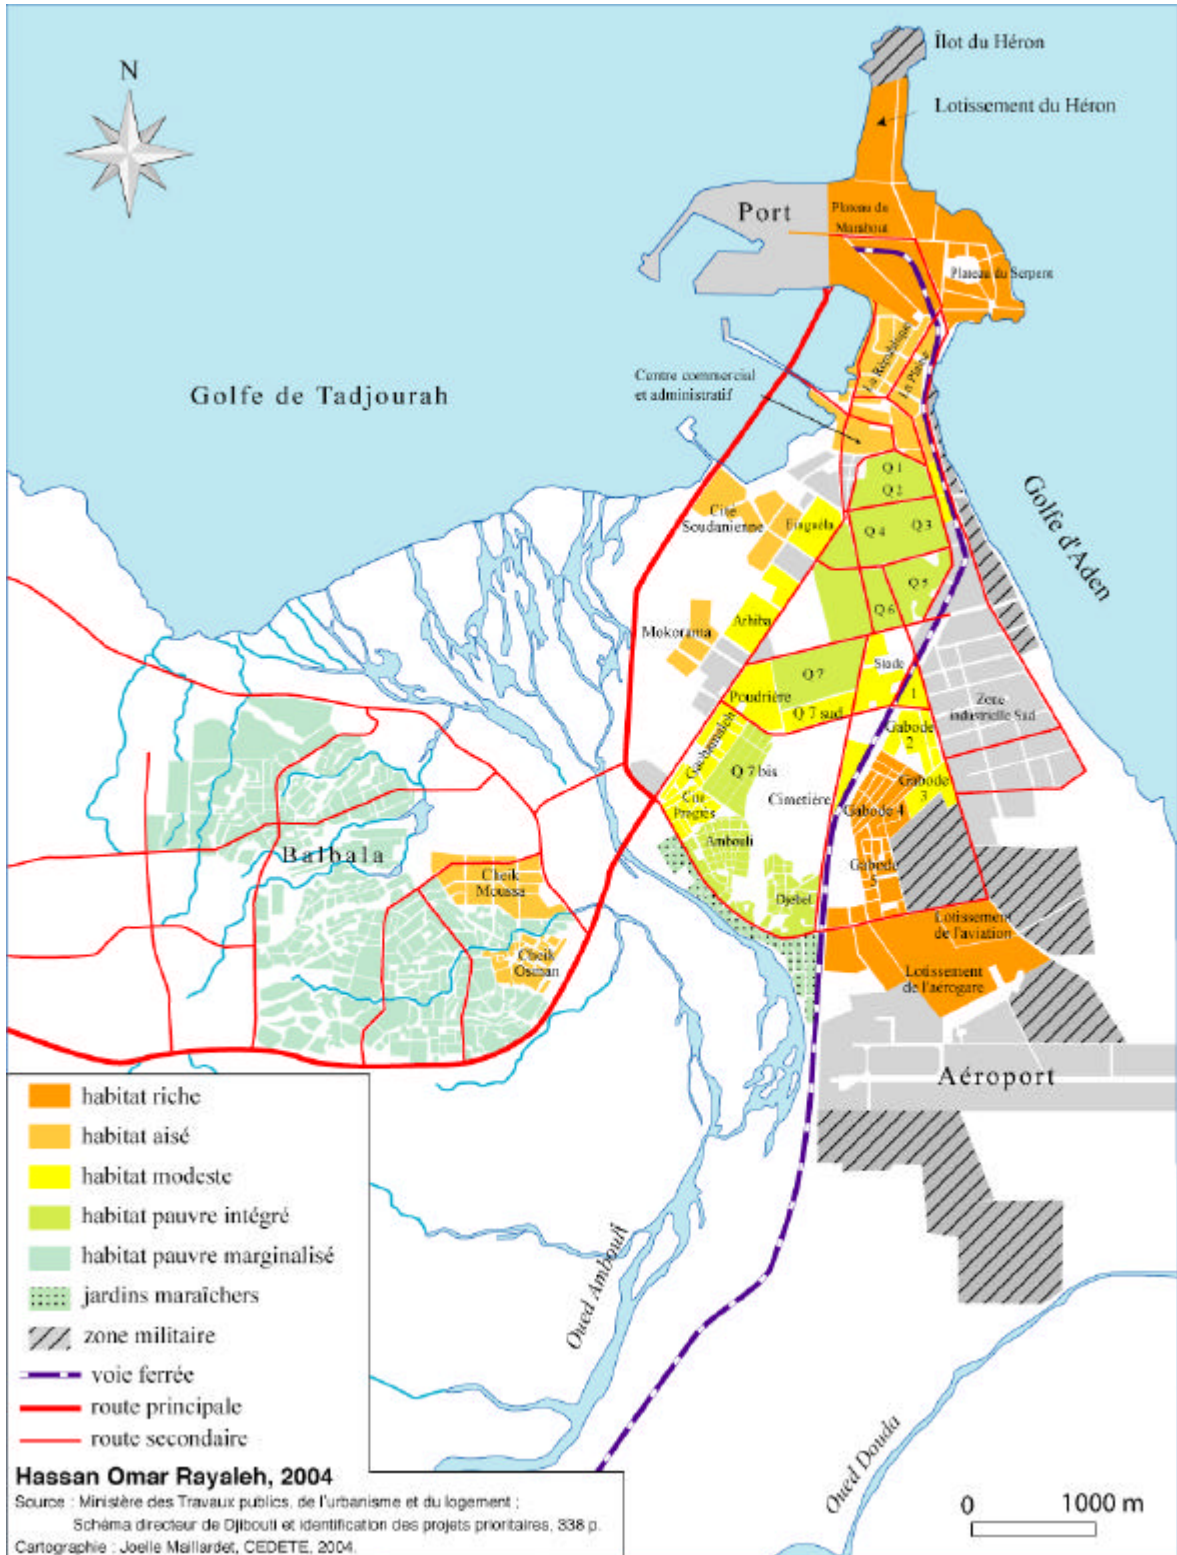 N
Îlot du Héron
Lotissement du Héron
Port
Plateau du
Marabout
Plateau du Serpent
La République
La Plaine
Centre commercial
et administratif
Golfe de Tadjourah
Golfe d'Aden
Q 1
Q 2
Q 3
Q 4
Q 5
Q 6
Cité
Soudanienne
Einguéla
Arhiba
Mokorama
Stade
Q 7
Poudrière
Q 7 sud
1
Zone
industrielle Sud
Gabode
2
Gachamaleh
Q 7 bis
Gabode
3
Cité
Progrès
Cimetière
Gabode 4
Ambouli
Gabode
5
Djebel
Balbala
Cheik
Moussa
Cheik
Osman
Lotissement
de l'aviation
Lotissement
de l'aérogare
Aéroport
Oued Ambouli
Oued Douda
habitat riche
habitat aisé
habitat modeste
habitat pauvre intégré
habitat pauvre marginalisé
jardins maraîchers
zone militaire
voie ferrée
route principale
route secondaire
Hassan Omar Rayaleh, 2004
Source : Ministère des Travaux publics, de l'urbanisme et du logement ;
Schéma directeur de Djibouti et identification des projets prioritaires, 338 p.
Cartographie : Joelle Maillardet, CEDETE, 2004.
0 1000 m